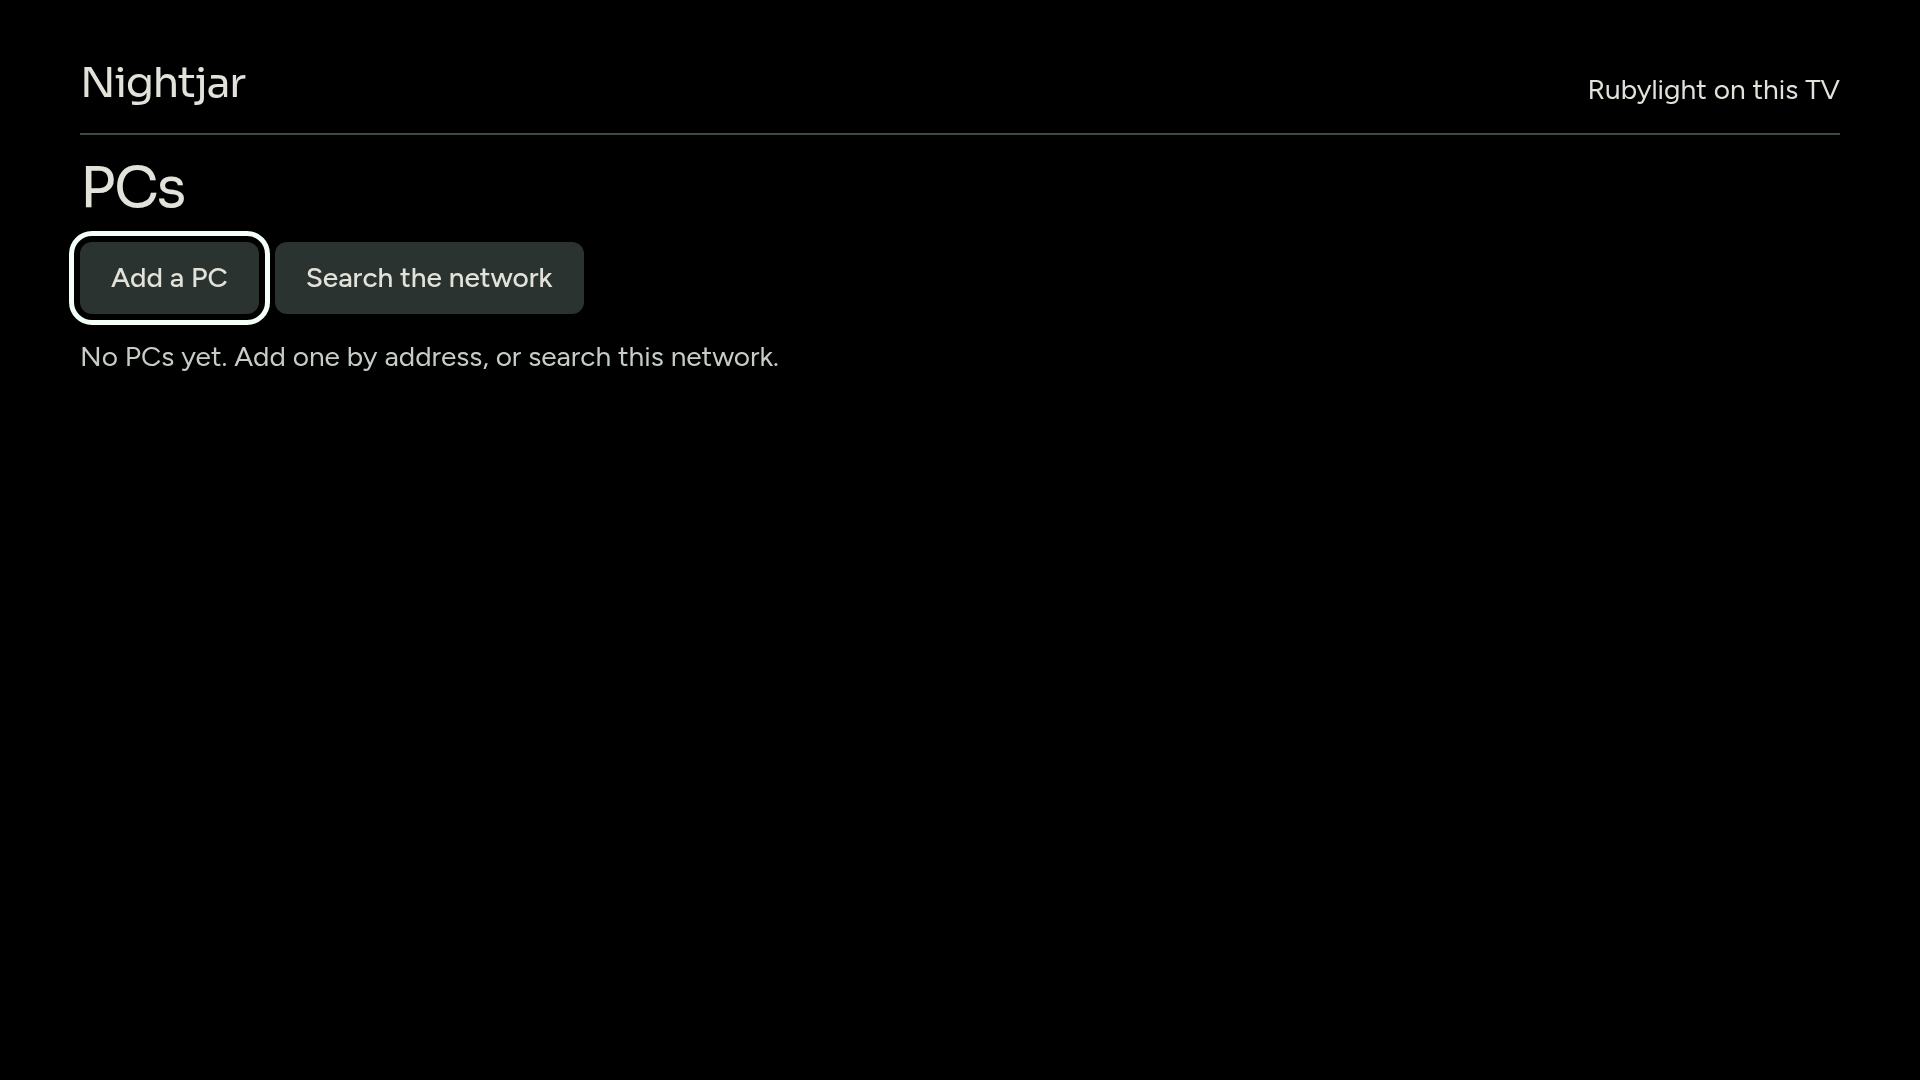 Nightjar
Rubylight on this TV
PCs
Add a PC
Search the network
No PCs yet. Add one by address, or search this network.